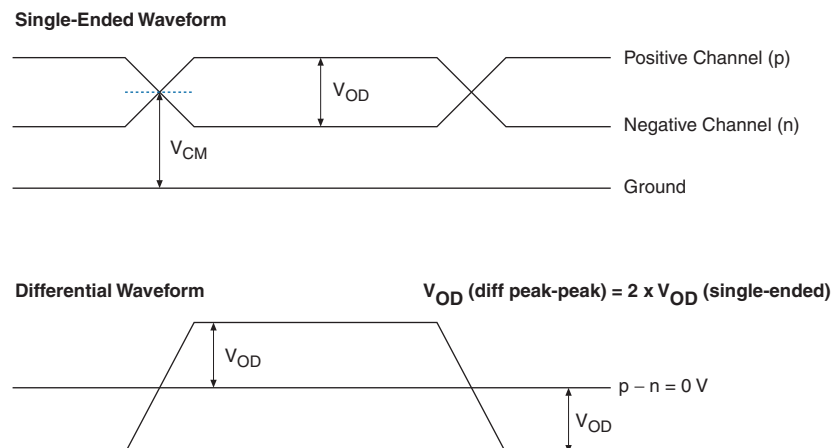 Single-Ended Waveform
Positive Channel (p)
VOD
Negative Channel (n)
VCM
Ground
Differential Waveform
VOD (diff peak-peak) = 2 x VOD (single-ended)
VOD
p − n = 0 V
VOD